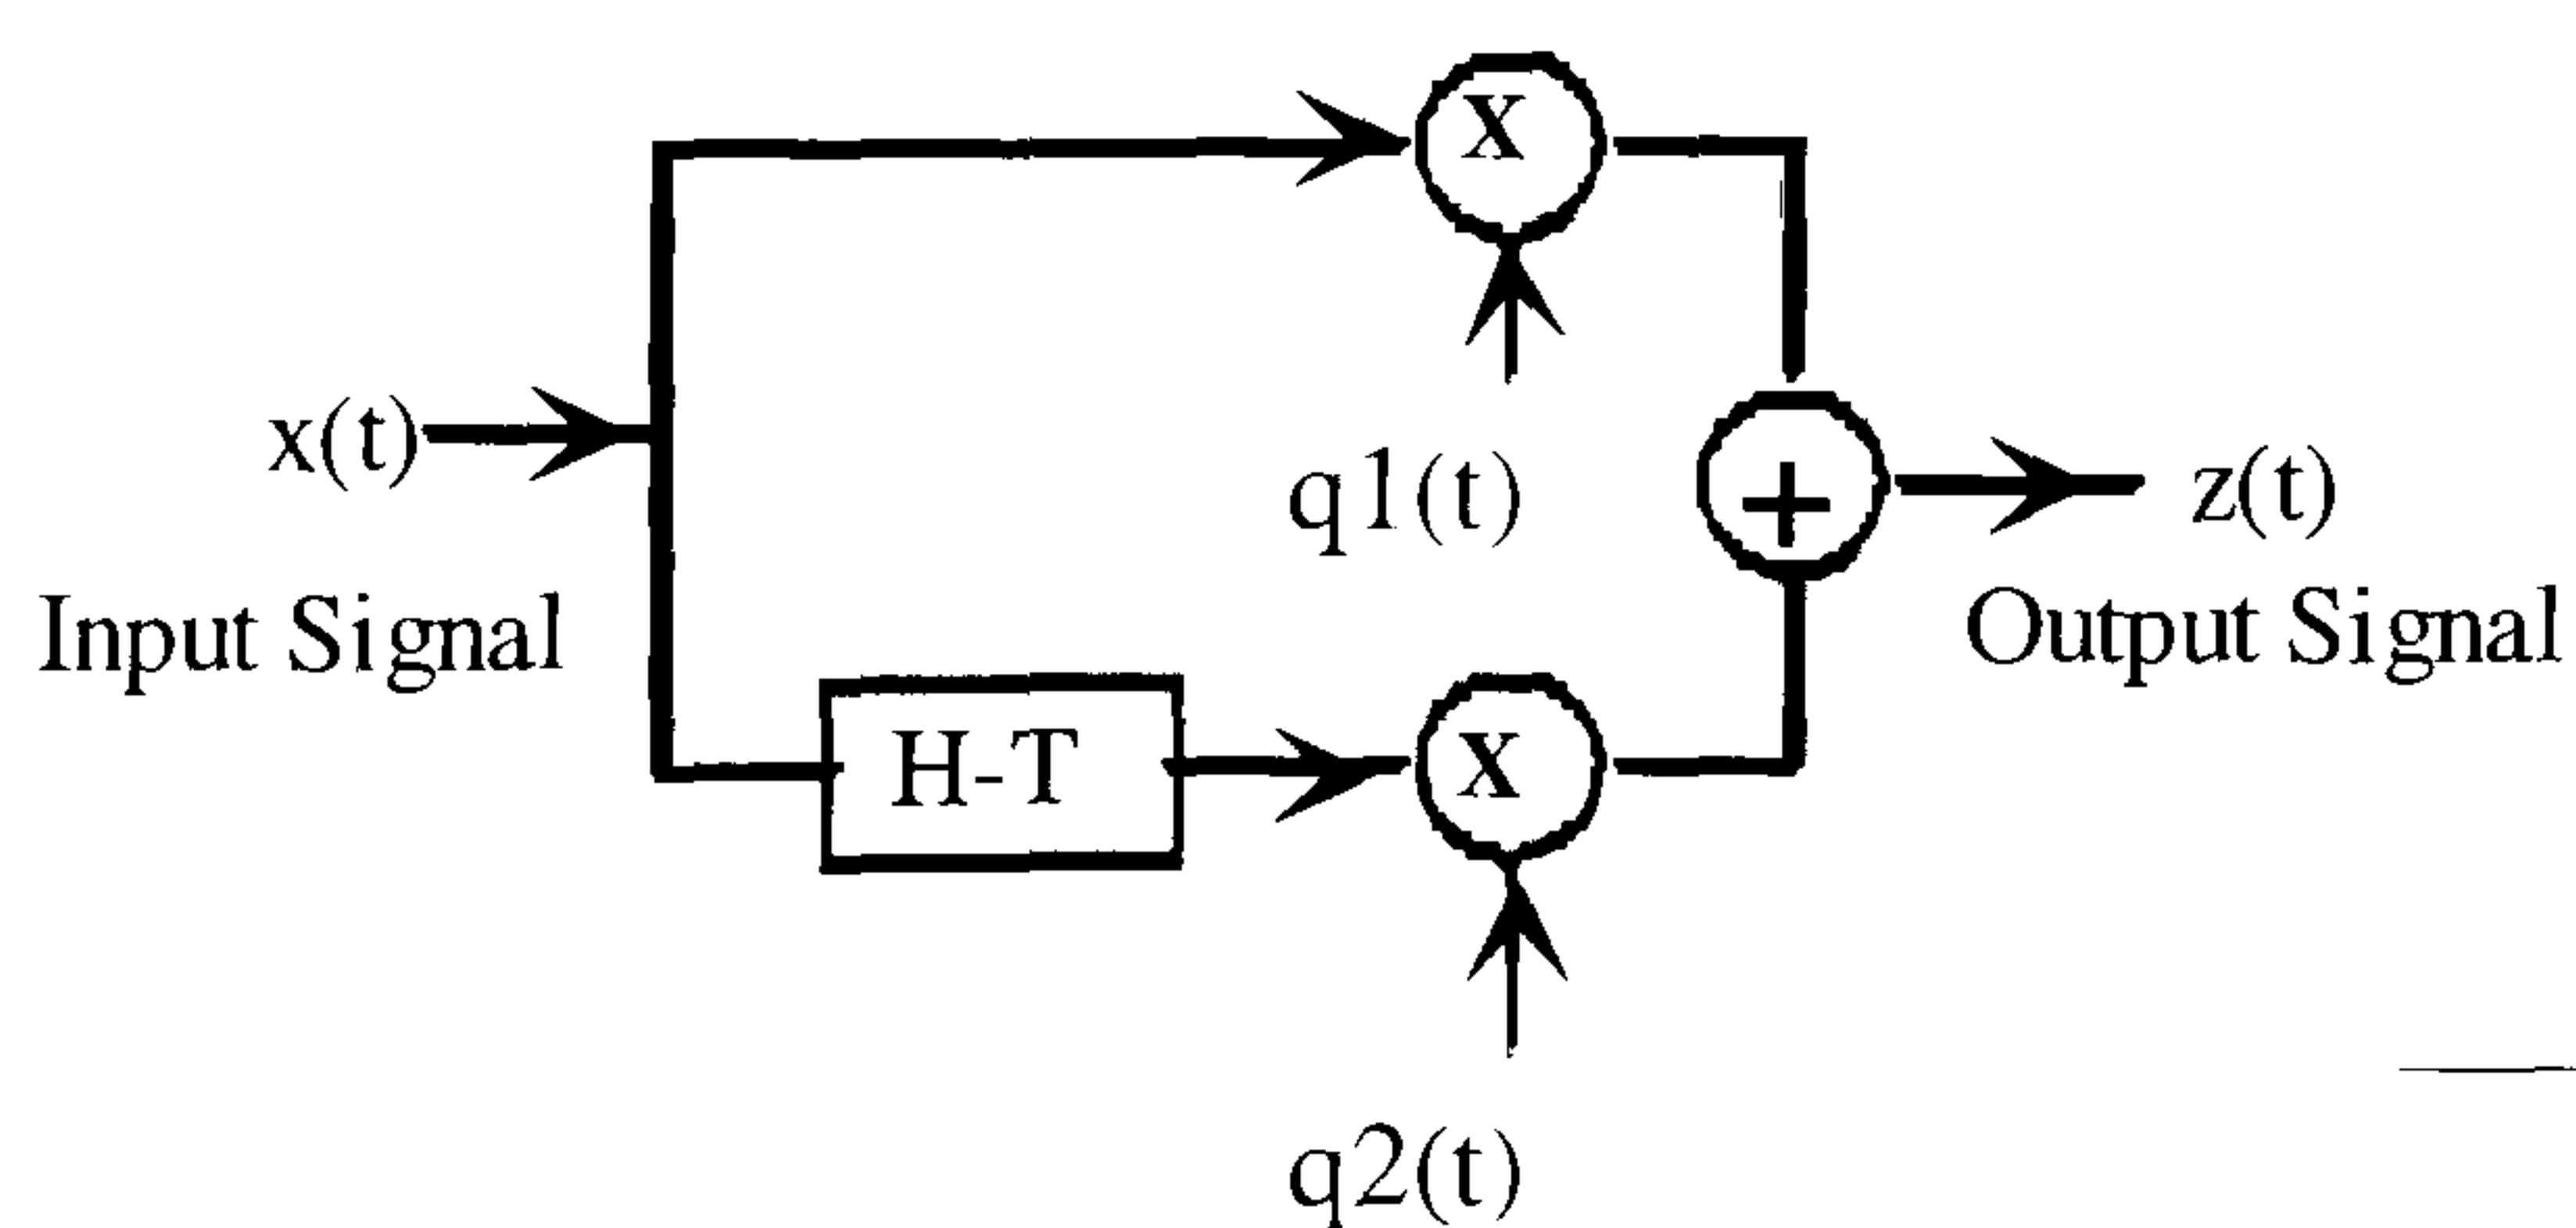 X
x(t)
q1(t)
+
z(t)
Input Signal
Output Signal
H-T
X
q2(t)